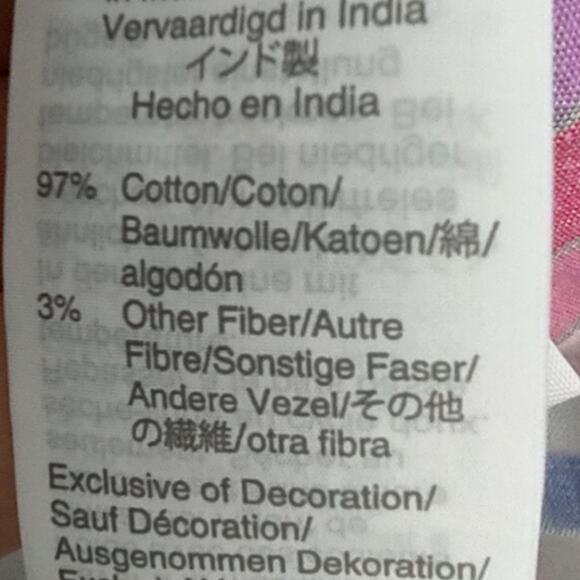 Vervaardigd in India
インド製
Hecho en India
97% Cotton/Coton/
Baumwolle/Katoen/綿/
algodón
3% Other Fiber/Autre
Fibre/Sonstige Faser/
Andere Vezel/その他
の繊維/otra fibra
Exclusive of Decoration/
Sauf Décoration/
Ausgenommen Dekoration/